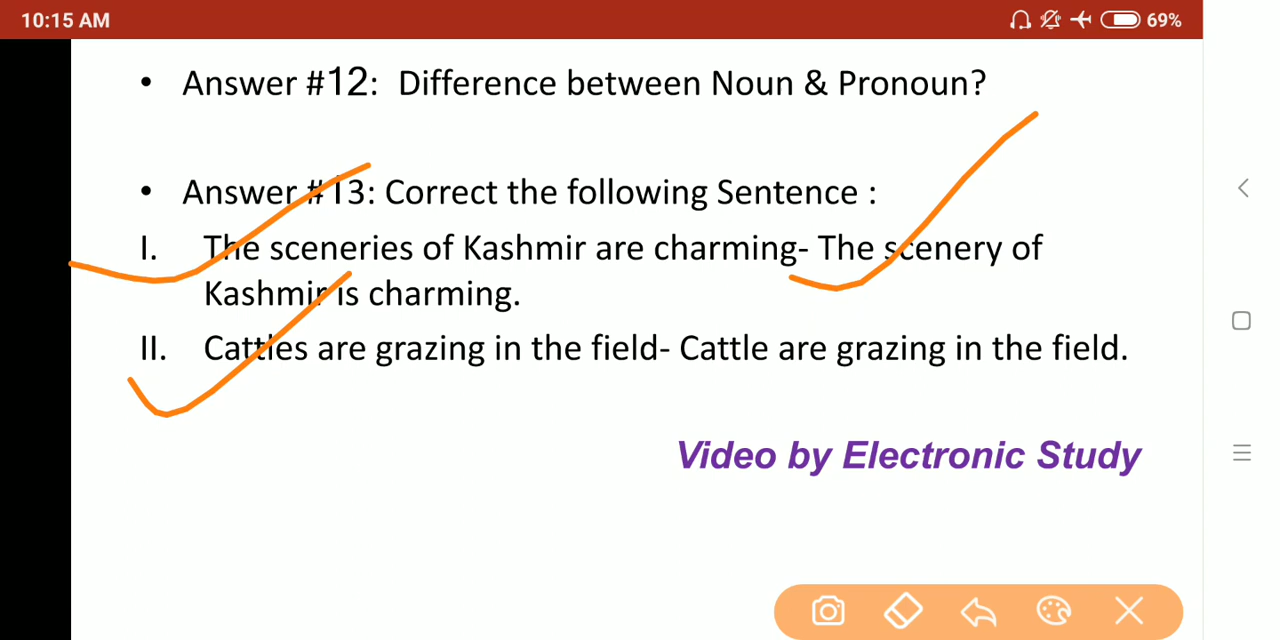 10:15 AM 69%
• Answer #12: Difference between Noun & Pronoun?
• Answer #13: Correct the following Sentence :
I. The sceneries of Kashmir are charming- The scenery of
Kashmir is charming.
II. Cattles are grazing in the field- Cattle are grazing in the field.
Video by Electronic Study